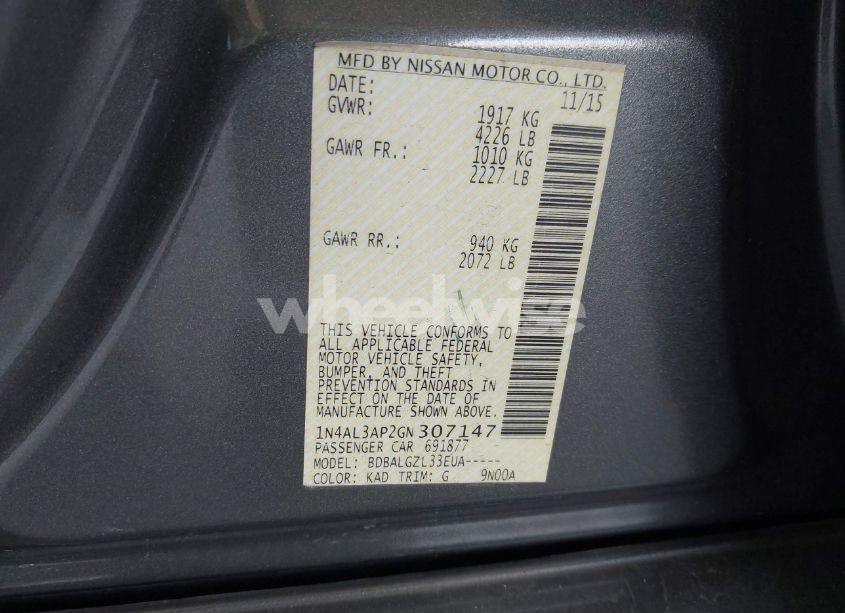 MFD BY NISSAN MOTOR CO., LTD.
DATE: 11/15
GVWR: 1917 KG
4226 LB
GAWR FR.: 1010 KG
2227 LB
GAWR RR.: 940 KG
2072 LB
wheelwise
THIS VEHICLE CONFORMS TO
ALL APPLICABLE FEDERAL
MOTOR VEHICLE SAFETY,
BUMPER, AND THEFT
PREVENTION STANDARDS IN
EFFECT ON THE DATE OF
MANUFACTURE SHOWN ABOVE.
1N4AL3AP2GN307147
PASSENGER CAR 691877
MODEL: BDBALGZL33EUA-----
COLOR: KAD TRIM: G 9N00A